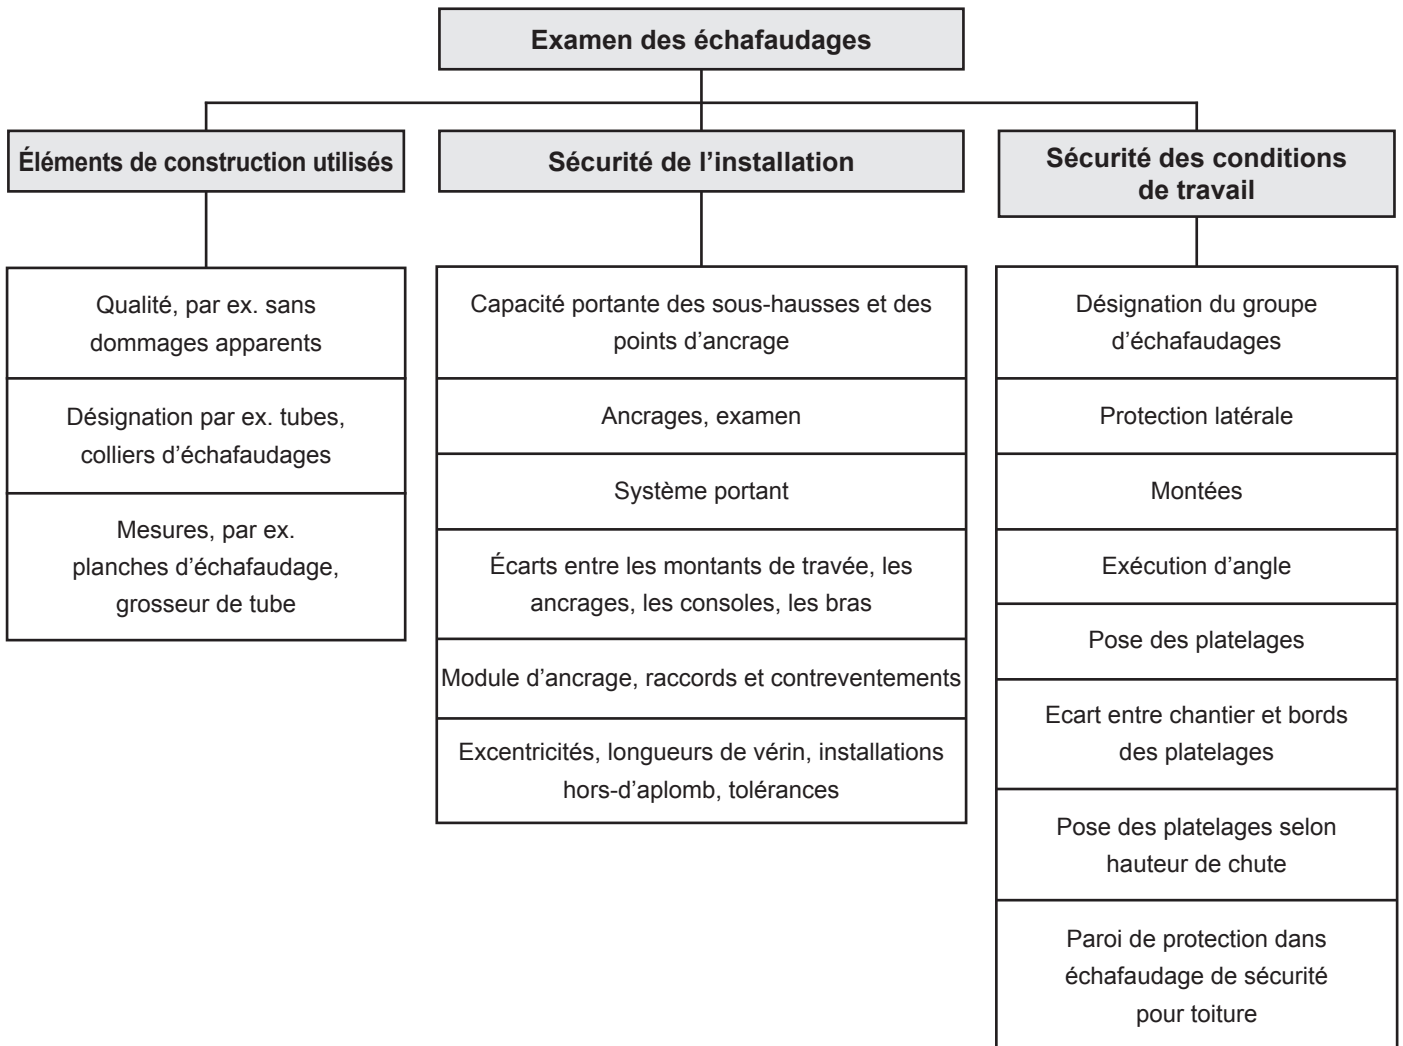 Examen des échafaudages
Éléments de construction utilisés
Qualité, par ex. sans
dommages apparents
Désignation par ex. tubes,
colliers d’échafaudages
Mesures, par ex.
planches d’échafaudage,
grosseur de tube
Sécurité de l’installation
Capacité portante des sous-hausses et des
points d’ancrage
Ancrages, examen
Système portant
Écarts entre les montants de travée, les
ancrages, les consoles, les bras
Module d’ancrage, raccords et contreventements
Excentricités, longueurs de vérin, installations
hors-d’aplomb, tolérances
Sécurité des conditions
de travail
Désignation du groupe
d’échafaudages
Protection latérale
Montées
Exécution d’angle
Pose des platelages
Ecart entre chantier et bords
des platelages
Pose des platelages selon
hauteur de chute
Paroi de protection dans
échafaudage de sécurité
pour toiture